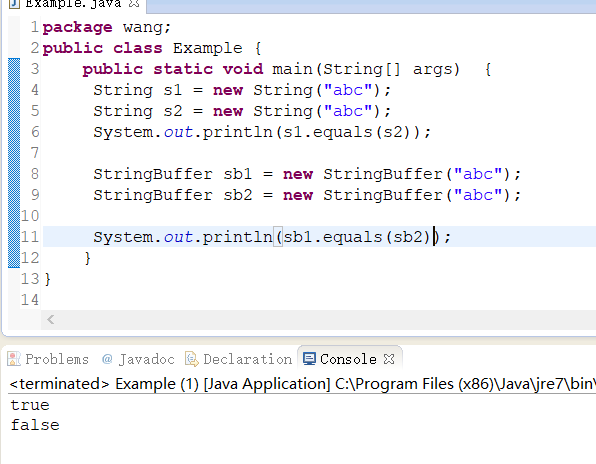 Example.java
1 package wang;
2 public class Example {
3 public static void main(String[] args) {
4 String s1 = new String("abc");
5 String s2 = new String("abc");
6 System.out.println(s1.equals(s2));
7
8 StringBuffer sb1 = new StringBuffer("abc");
9 StringBuffer sb2 = new StringBuffer("abc");
10
11 System.out.println(sb1.equals(sb2));
12 }
13 }
14
Problems @ Javadoc Declaration Console
<terminated> Example (1) [Java Application] C:\Program Files (x86)\Java\jre7\bin\
true
false